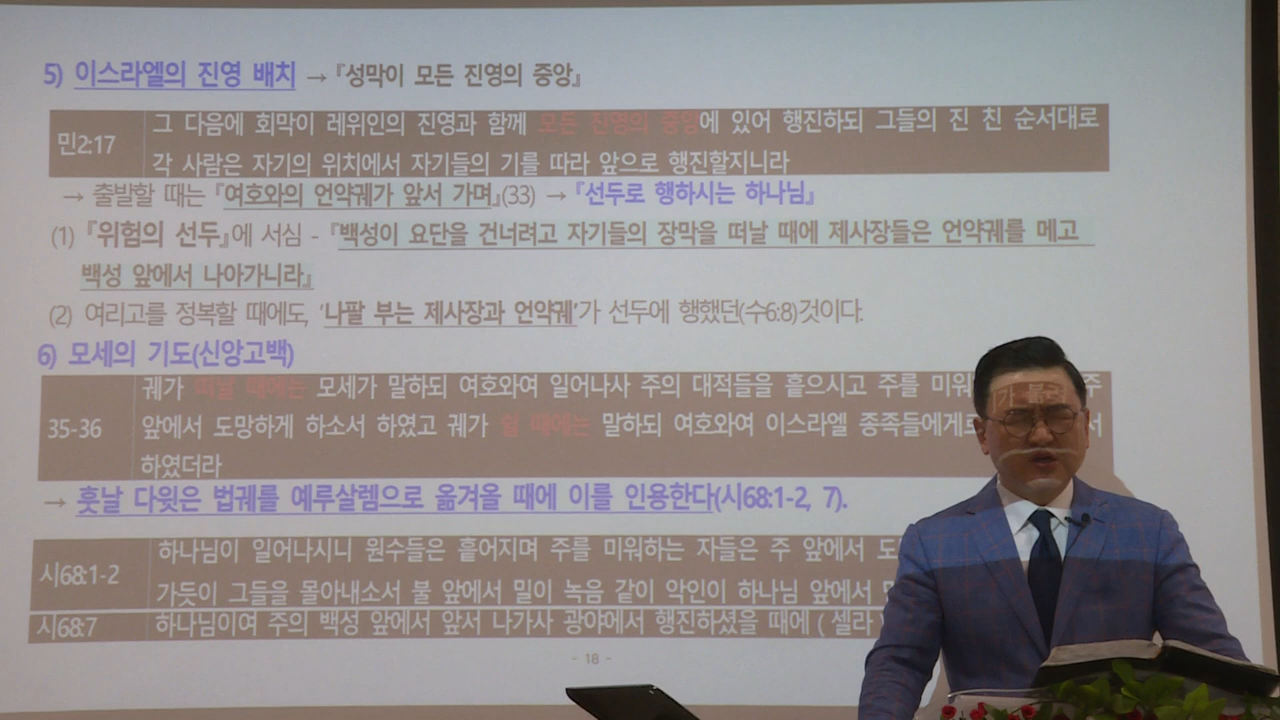 5) 이스라엘의 진영 배치 → 『성막이 모든 진영의 중앙』
민2:17
그 다음에 회막이 레위인의 진영과 함께 모든 진영의 중앙에 있어 행진하되 그들의 진 친 순서대로
각 사람은 자기의 위치에서 자기들의 기를 따라 앞으로 행진할지니라
→ 출발할 때는 『여호와의 언약궤가 앞서 가며』(33) → 『선두로 행하시는 하나님』
(1) 『위험의 선두』에 서심 - 『백성이 요단을 건너려고 자기들의 장막을 떠날 때에 제사장들은 언약궤를 메고
백성 앞에서 나아가니라』
(2) 여리고를 정복할 때에도, '나팔 부는 제사장과 언약궤'가 선두에 행했던(수6:8)것이다.
6) 모세의 기도(신앙고백)
35-36
궤가 떠날 때에는 모세가 말하되 여호와여 일어나사 주의 대적들을 흩으시고 주를 주
앞에서 도망하게 하소서 하였고 궤가 쉴 때에는 말하되 여호와여 이스라엘 종족들에게로 서
하였더라
→ 훗날 다윗은 법궤를 예루살렘으로 옮겨올 때에 이를 인용한다(시68:1-2, 7).
시68:1-2
하나님이 일어나시니 원수들은 흩어지며 주를 미워하는 자들은 주 앞에서
가듯이 그들을 몰아내소서 불 앞에서 밀이 녹음 같이 악인이 하나님 앞에서
시68:7
하나님이여 주의 백성 앞에서 앞서 나가사 광야에서 행진하셨을 때에 ( 셀라
- 18 -